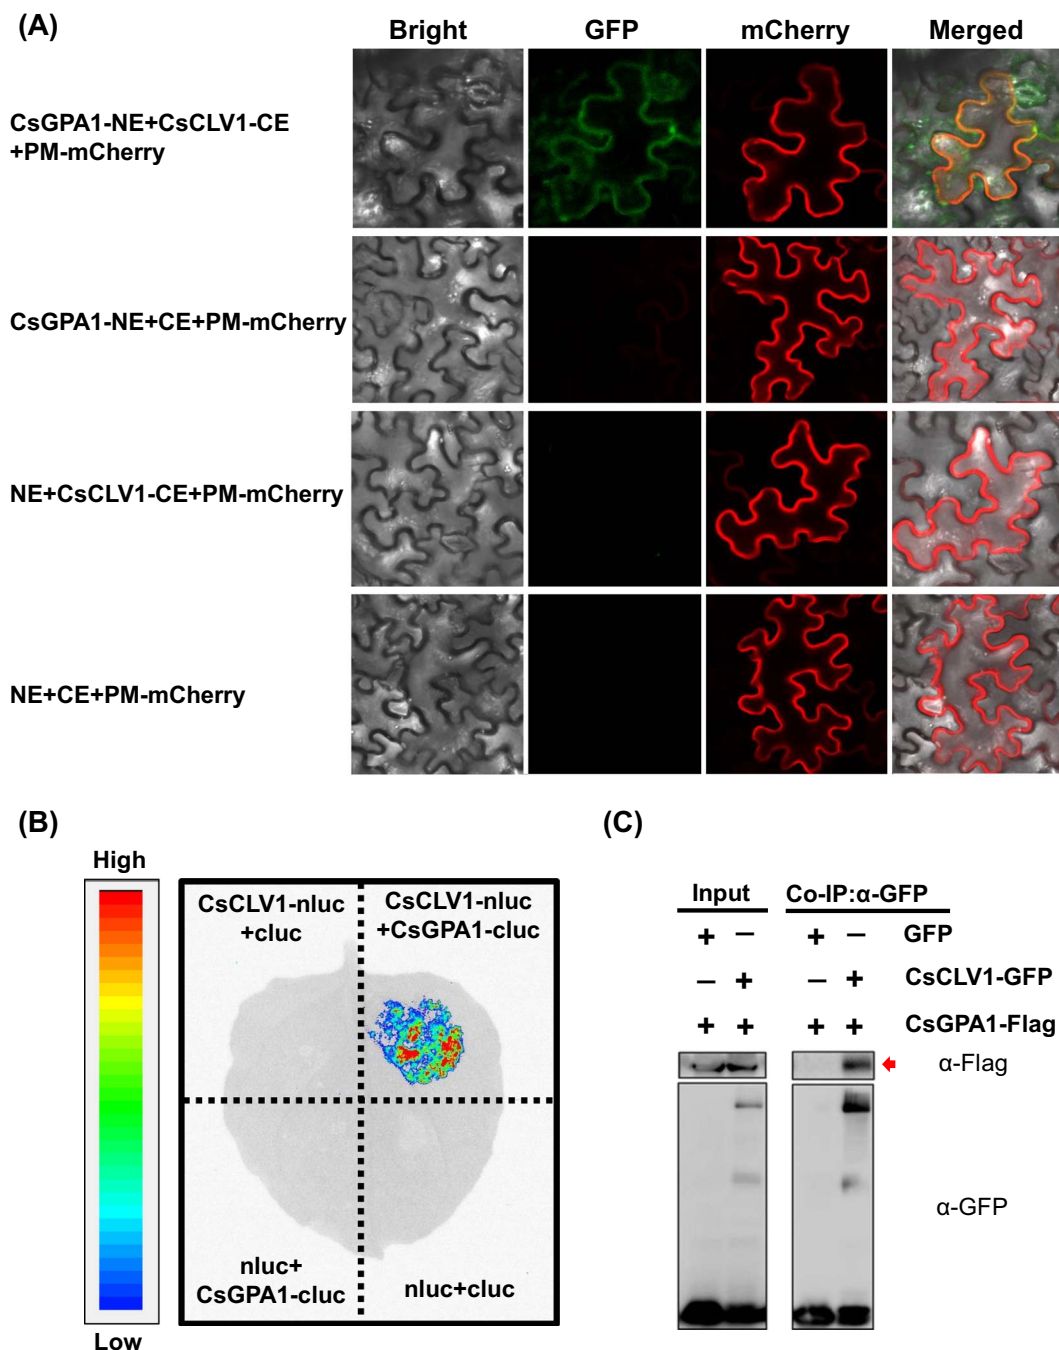 (A)
Bright GFP mCherry Merged
CsGPA1-NE+CsCLV1-CE
+PM-mCherry
CsGPA1-NE+CE+PM-mCherry
NE+CsCLV1-CE+PM-mCherry
NE+CE+PM-mCherry
(B)
High
Low
CsCLV1-nluc
+cluc
CsCLV1-nluc
+CsGPA1-cluc
nluc+
CsGPA1-cluc
nluc+cluc
(C)
Input Co-IP:α-GFP
+ − + − GFP
− + − + CsCLV1-GFP
+ + + + CsGPA1-Flag
α-Flag
α-GFP